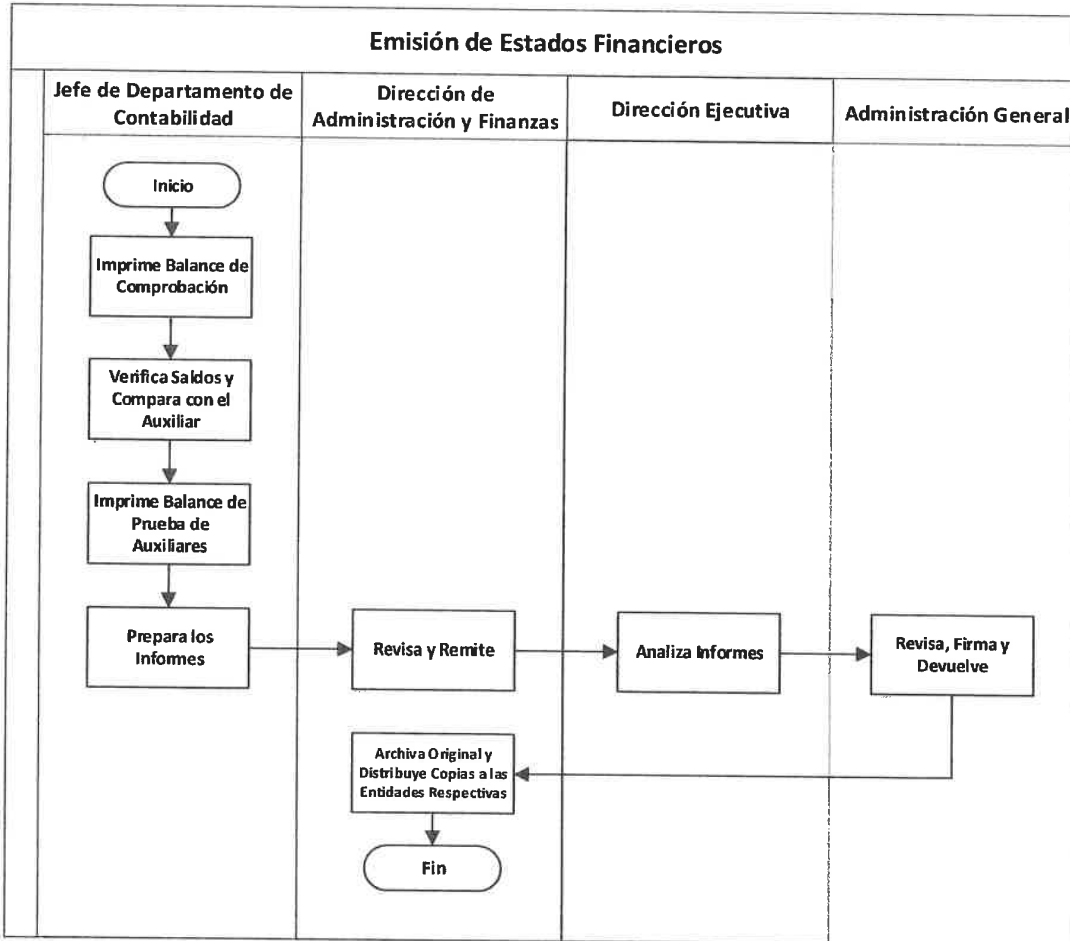 Emisión de Estados Financieros
Jefe de Departamento de
Contabilidad
Dirección de
Administración y Finanzas
Dirección Ejecutiva
Administración General
Inicio
Imprime Balance de
Comprobación
Verifica Saldos y
Compara con el
Auxiliar
Imprime Balance de
Prueba de
Auxiliares
Prepara los
Informes
Revisa y Remite
Analiza Informes
Revisa, Firma y
Devuelve
Archiva Original y
Distribuye Copias a las
Entidades Respectivas
Fin